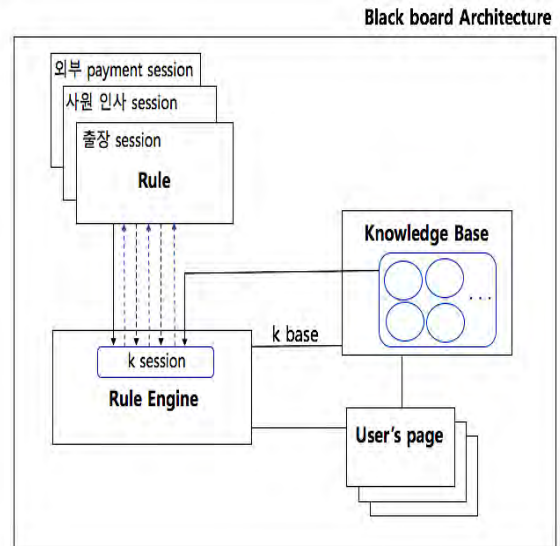 Black board Architecture
외부 payment session
사원 인사 session
출장 session
Rule
Knowledge Base
. . .
k base
k session
Rule Engine
User's page